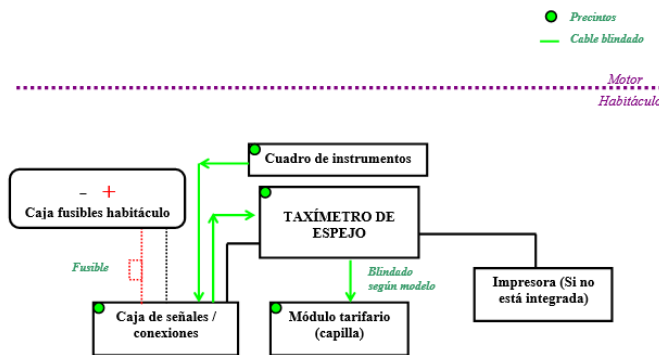 Precintos
Cable blindado
Motor
Habitáculo
Cuadro de instrumentos
- +
Caja fusibles habitáculo
TAXÍMETRO DE
ESPEJO
Fusible
Blindado
según modelo
Impresora (Si no
está integrada)
Caja de señales /
conexiones
Módulo tarifario
(capilla)